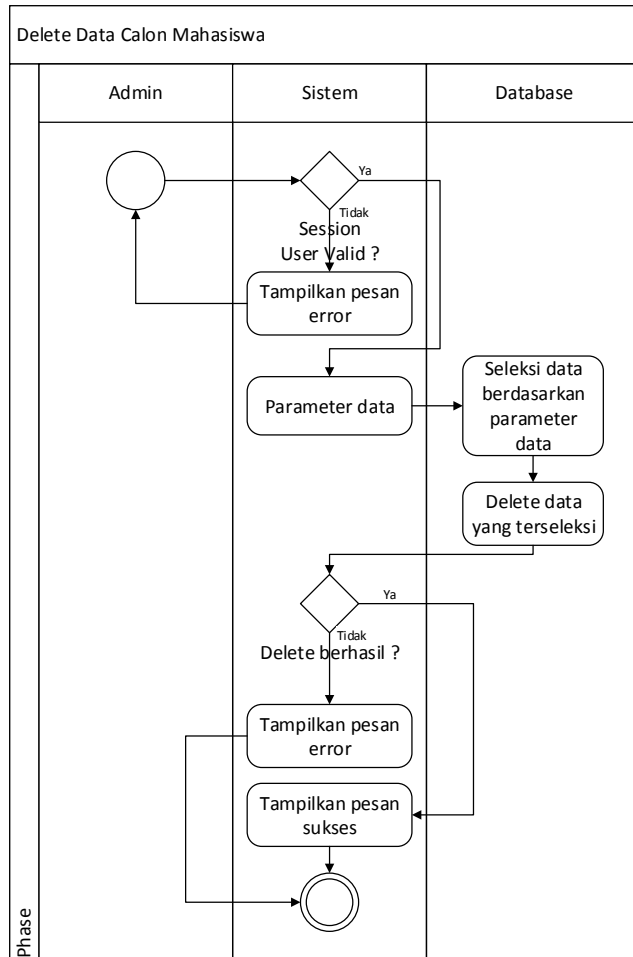 Delete Data Calon Mahasiswa
Admin
Sistem
Database
Ya
Tidak
Session
User Valid ?
Tampilkan pesan
error
Parameter data
Seleksi data
berdasarkan
parameter
data
Delete data
yang terseleksi
Ya
Tidak
Delete berhasil ?
Tampilkan pesan
error
Tampilkan pesan
sukses
Phase